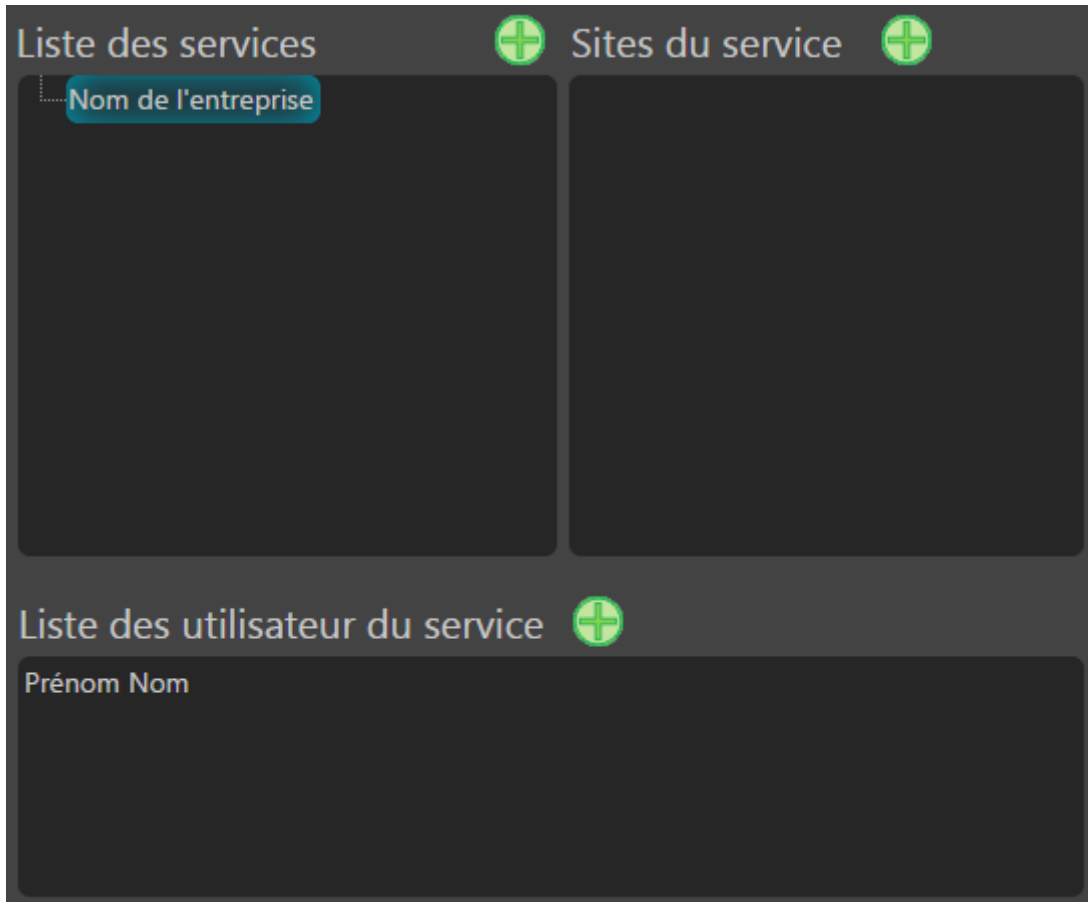 Liste des services
Sites du service
Nom de l'entreprise
Liste des utilisateur du service
Prénom Nom